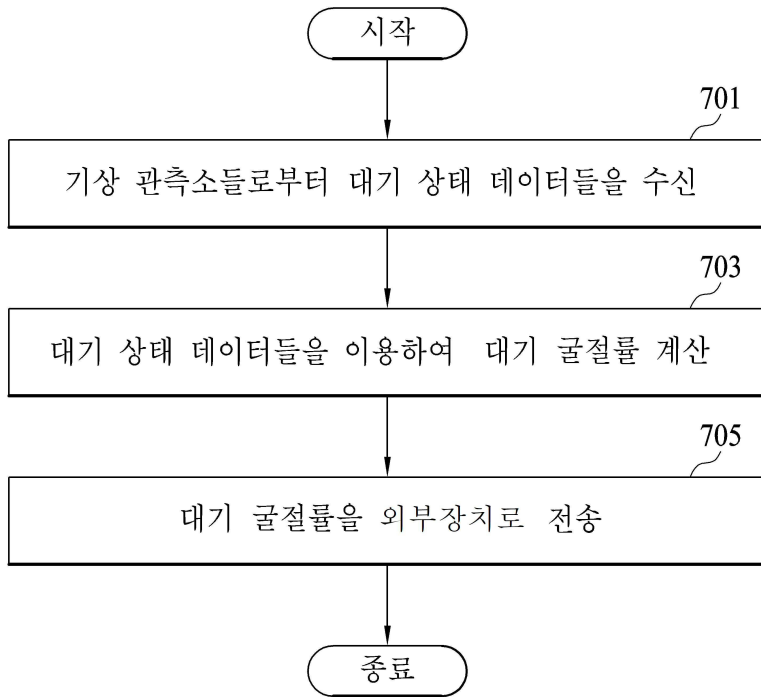 시작
701
기상 관측소들로부터 대기 상태 데이터들을 수신
703
대기 상태 데이터들을 이용하여 대기 굴절률 계산
705
대기 굴절률을 외부장치로 전송
종료